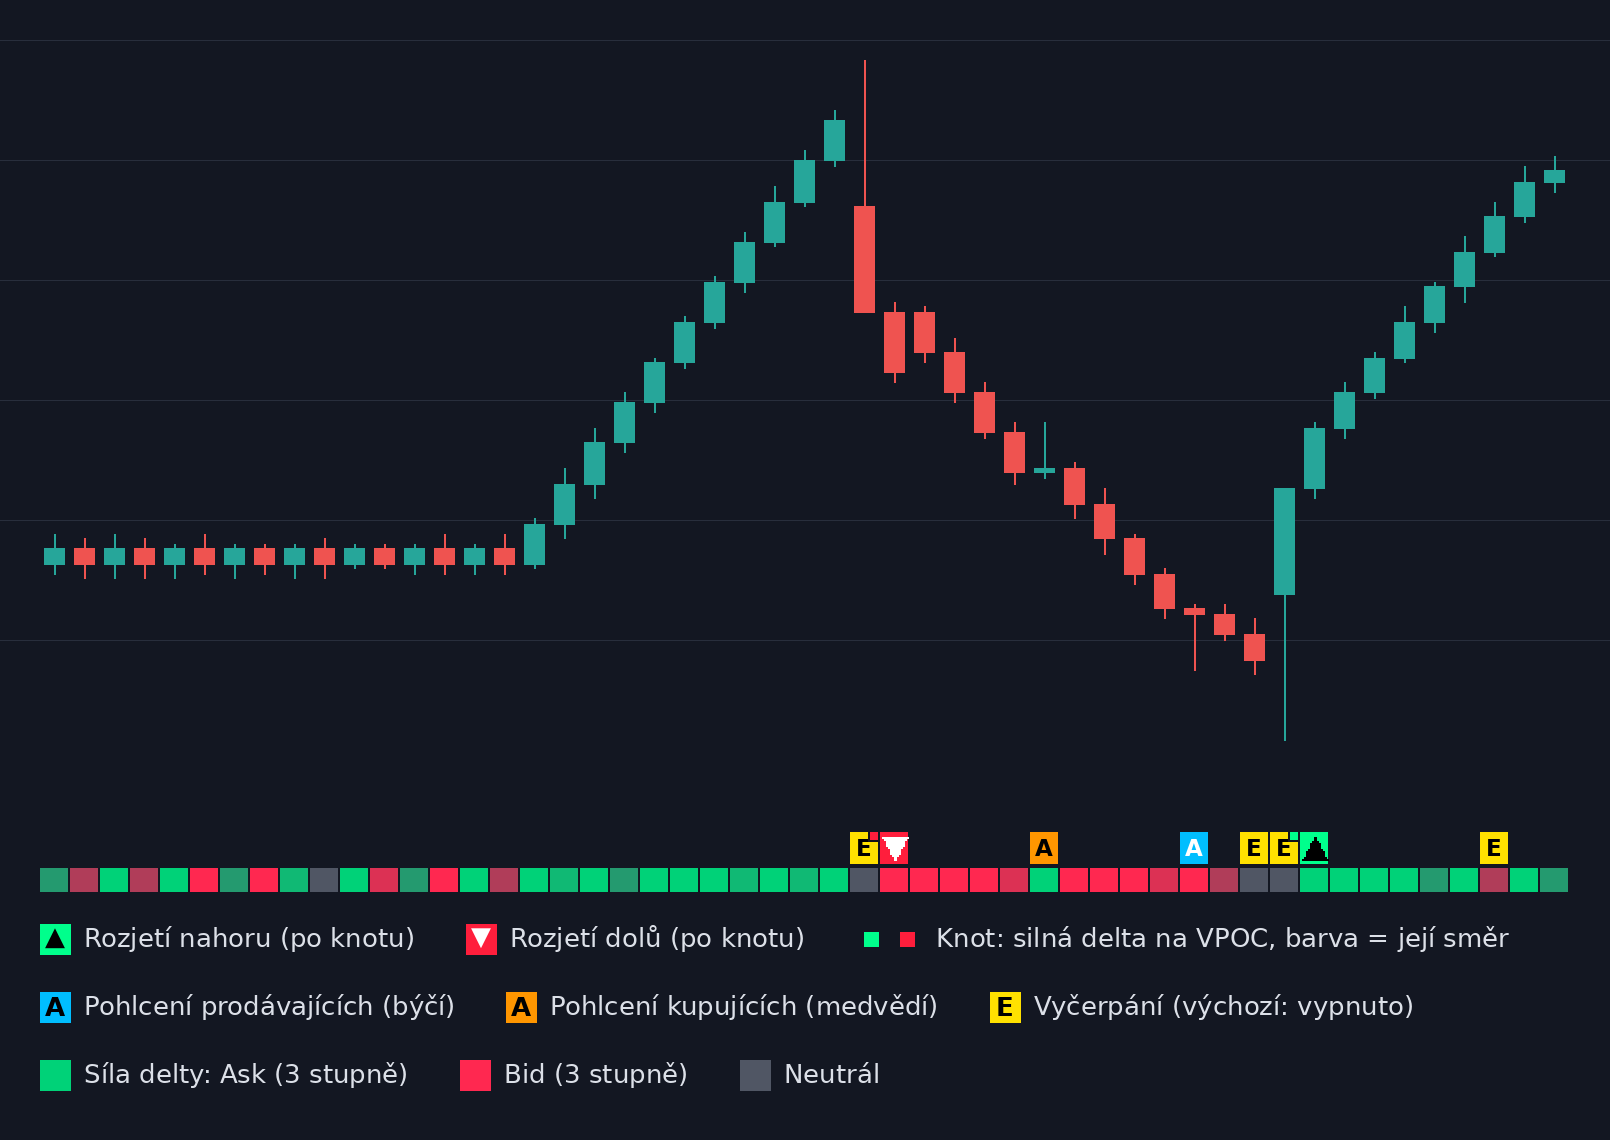 E A A E E E
Rozjetí nahoru (po knotu) Rozjetí dolů (po knotu) Knot: silná delta na VPOC, barva = její směr
A Pohlcení prodávajících (býčí) A Pohlcení kupujících (medvědí) E Vyčerpání (výchozí: vypnuto)
Síla delty: Ask (3 stupně) Bid (3 stupně) Neutrál